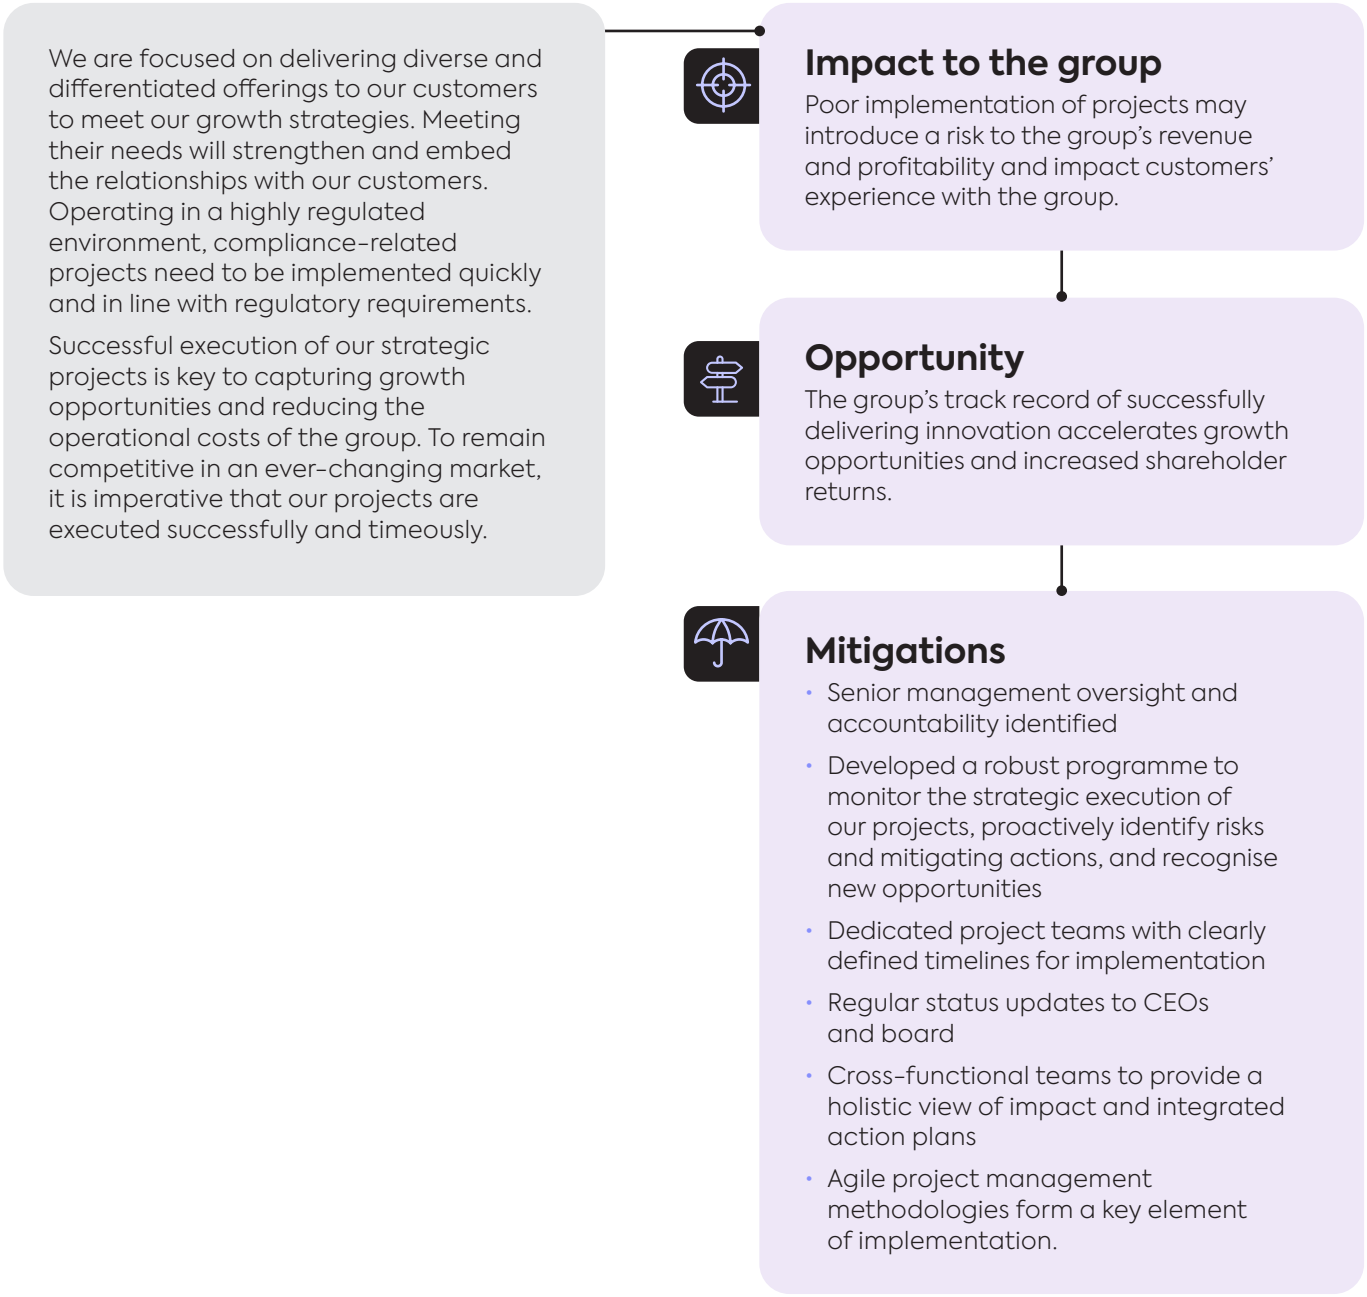 We are focused on delivering diverse and
differentiated offerings to our customers
to meet our growth strategies. Meeting
their needs will strengthen and embed
the relationships with our customers.
Operating in a highly regulated
environment, compliance-related
projects need to be implemented quickly
and in line with regulatory requirements.
Successful execution of our strategic
projects is key to capturing growth
opportunities and reducing the
operational costs of the group. To remain
competitive in an ever-changing market,
it is imperative that our projects are
executed successfully and timeously.
Impact to the group
Poor implementation of projects may
introduce a risk to the group’s revenue
and profitability and impact customers’
experience with the group.
Opportunity
The group’s track record of successfully
delivering innovation accelerates growth
opportunities and increased shareholder
returns.
Mitigations
• Senior management oversight and
accountability identified
• Developed a robust programme to
monitor the strategic execution of
our projects, proactively identify risks
and mitigating actions, and recognise
new opportunities
• Dedicated project teams with clearly
defined timelines for implementation
• Regular status updates to CEOs
and board
• Cross-functional teams to provide a
holistic view of impact and integrated
action plans
• Agile project management
methodologies form a key element
of implementation.